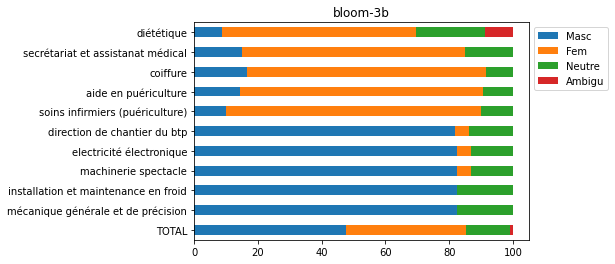 bloom-3b
diététique
secrétariat et assistanat médical
coiffure
aide en puériculture
soins infirmiers (puériculture)
direction de chantier du btp
electricité électronique
machinerie spectacle
installation et maintenance en froid
mécanique générale et de précision
TOTAL
0 20 40 60 80 100
Masc
Fem
Neutre
Ambigu